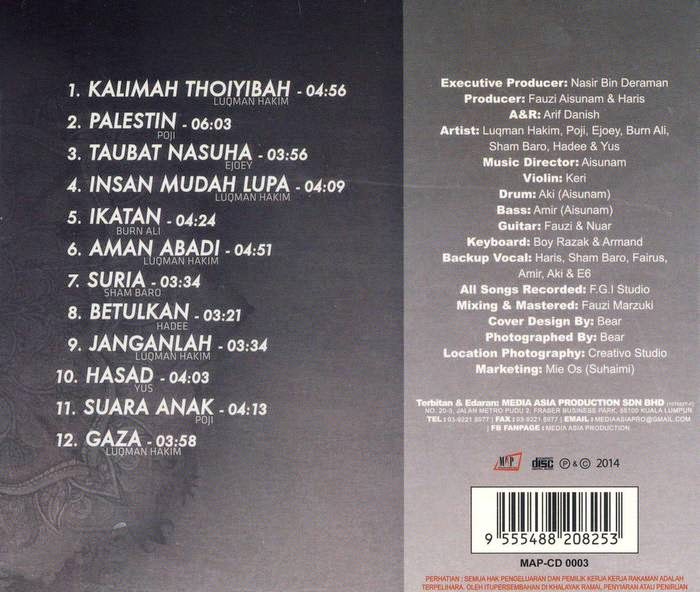 1. KALIMAH THOIYIBAH - 04:56
LUQMAN HAKIM
2. PALESTIN - 06:03
POJI
3. TAUBAT NASUHA - 03:56
EJOEY
4. INSAN MUDAH LUPA - 04:09
LUQMAN HAKIM
5. IKATAN - 04:24
BURN ALI
6. AMAN ABADI - 04:51
LUQMAN HAKIM
7. SURIA - 03:34
SHAM BARO
8. BETULKAN - 03:21
HADEE
9. JANGANLAH - 03:34
LUQMAN HAKIM
10. HASAD - 04:03
YUS
11. SUARA ANAK - 04:13
POJI
12. GAZA - 03:58
LUQMAN HAKIM
Executive Producer: Nasir Bin Deraman
Producer: Fauzi Aisunam & Haris
A&R: Arif Danish
Artist: Luqman Hakim, Poji, Ejoey, Burn Ali,
Sham Baro, Hadee & Yus
Music Director: Aisunam
Violin: Keri
Drum: Aki (Aisunam)
Bass: Amir (Aisunam)
Guitar: Fauzi & Nuar
Keyboard: Boy Razak & Armand
Backup Vocal: Haris, Sham Baro, Fairus,
Amir, Aki & E6
All Songs Recorded: F.G.I Studio
Mixing & Mastered: Fauzi Marzuki
Cover Design By: Bear
Photographed By: Bear
Location Photography: Creativo Studio
Marketing: Mie Os (Suhaimi)
Terbitan & Edaran: MEDIA ASIA PRODUCTION SDN BHD
NO. 20-3, JALAN METRO PUDU 2, FRASER BUSINESS PARK, 55100 KUALA LUMPUR
TEL : 03-9221 5077 | FAX : 03-9221 5877 | EMAIL : MEDIAASIAPRO@GMAIL.COM
| FB FANPAGE : MEDIA ASIA PRODUCTION
MAP disc Ⓟ & © 2014
9 555488 208253
MAP-CD 0003
PERHATIAN : SEMUA HAK PENGELUARAN DAN PEMILIK KERJA KERJA RAKAMAN ADALAH
TERPELIHARA. OLEH ITUPERSEMBAHAN DI KHALAYAK RAMAI, PENYIARAN ATAU PENIRUAN